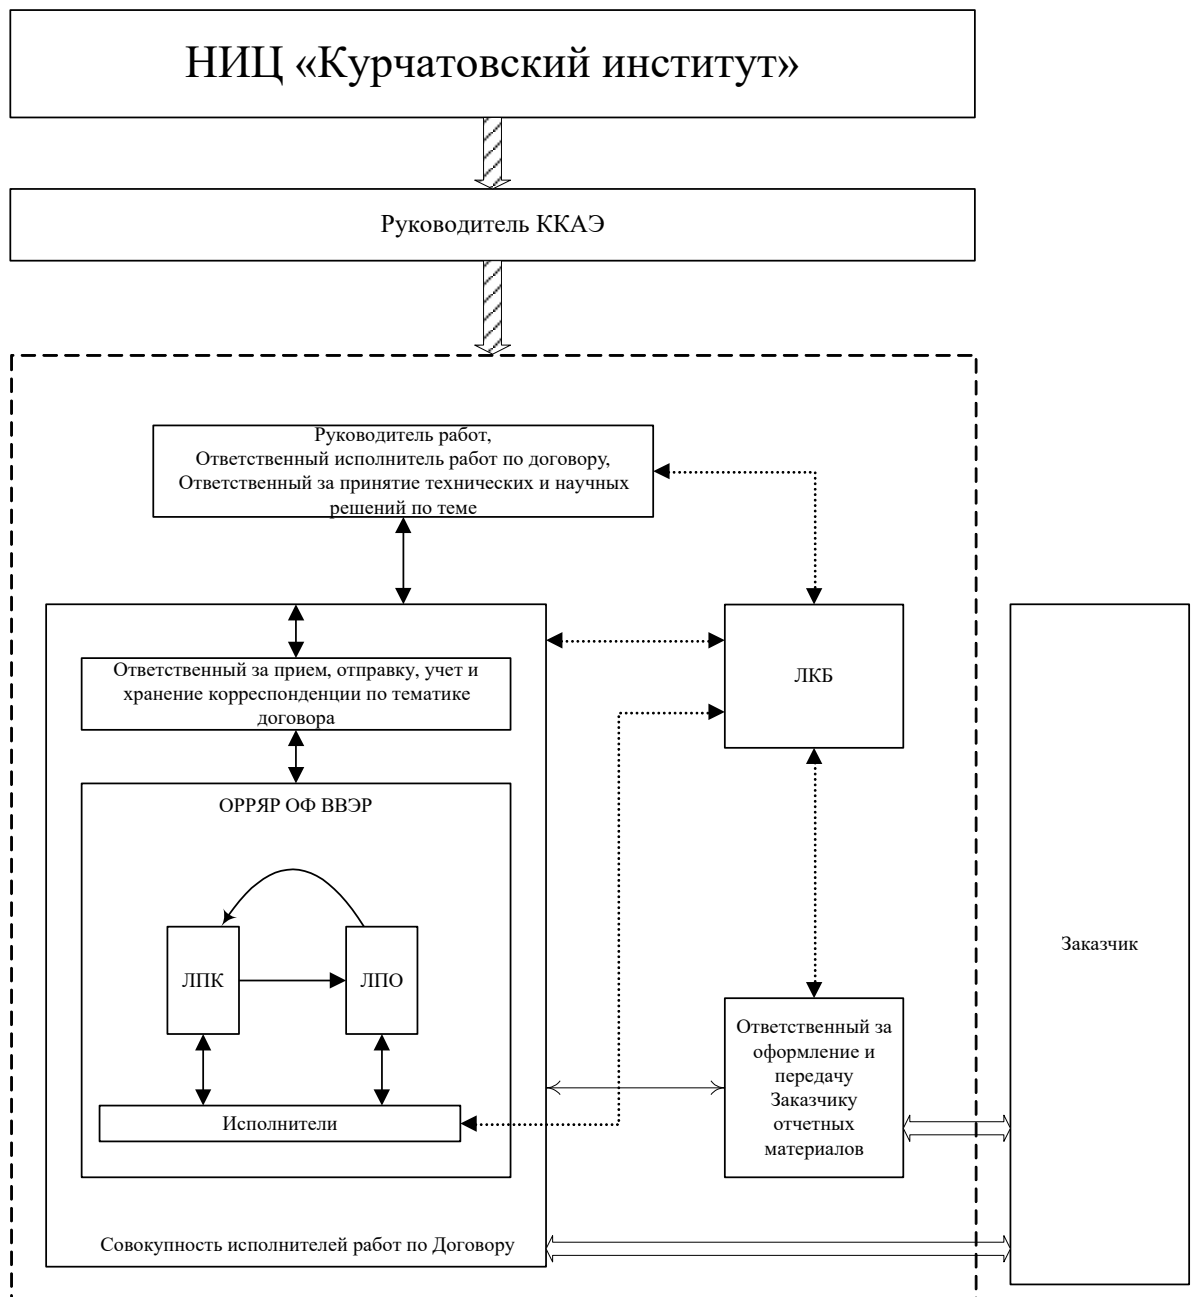 НИЦ «Курчатовский институт»
Руководитель ККАЭ
Руководитель работ,
Ответственный исполнитель работ по договору,
Ответственный за принятие технических и научных
решений по теме
Ответственный за прием, отправку, учет и
хранение корреспонденции по тематике
договора
ЛКБ
ОРРЯР ОФ ВВЭР
ЛПК
ЛПО
Исполнители
Совокупность исполнителей работ по Договору
Ответственный за
оформление и
передачу
Заказчику
отчетных
материалов
Заказчик